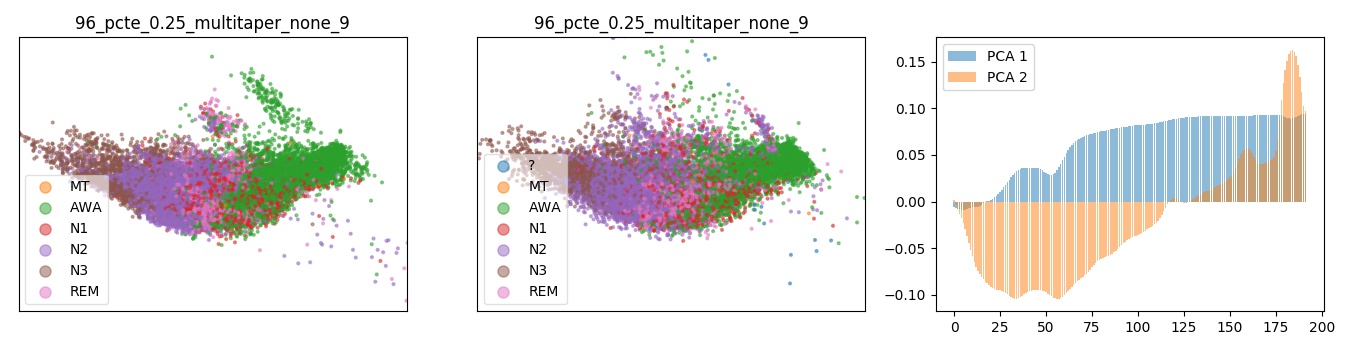 96_pcte_0.25_multitaper_none_9
MT
AWA
N1
N2
N3
REM
96_pcte_0.25_multitaper_none_9
?
MT
AWA
N1
N2
N3
REM
PCA 1
PCA 2
0.15
0.10
0.05
0.00
−0.05
−0.10
0 25 50 75 100 125 150 175 200